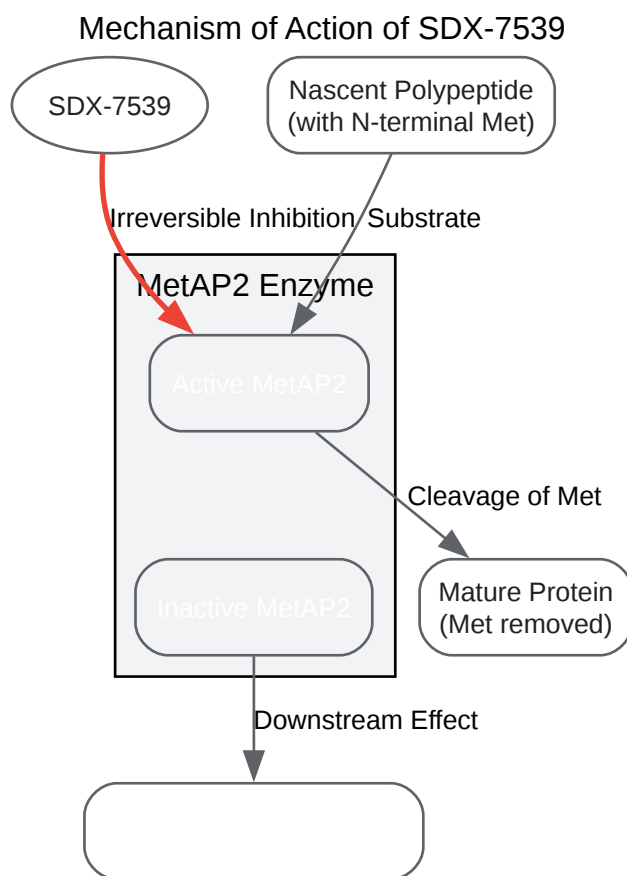 Mechanism of Action of SDX-7539
SDX-7539
Nascent Polypeptide
(with N-terminal Met)
Irreversible Inhibition
Substrate
MetAP2 Enzyme
Active MetAP2
Cleavage of Met
Inactive MetAP2
Mature Protein
(Met removed)
Downstream Effect